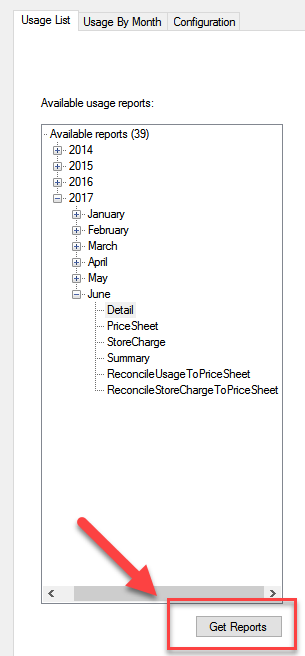 Usage List Usage By Month Configuration
Available usage reports:
Available reports (39)
2014
2015
2016
2017
January
February
March
April
May
June
Detail
PriceSheet
StoreCharge
Summary
ReconcileUsageToPriceSheet
ReconcileStoreChargeToPriceSheet
Get Reports